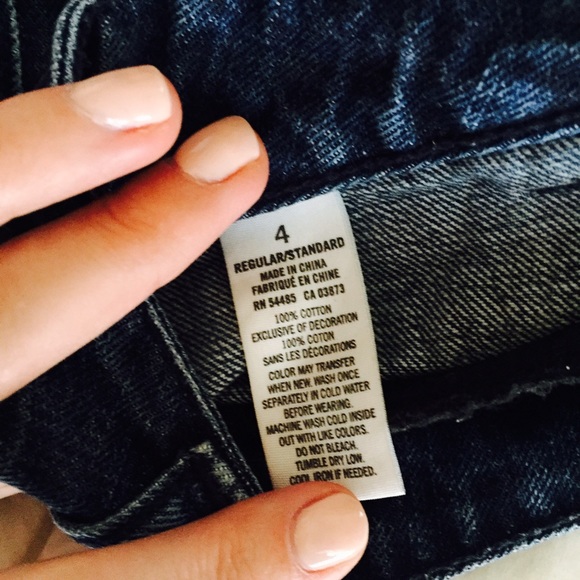 4
REGULAR/STANDARD
MADE IN CHINA
FABRIQUÉ EN CHINE
RN 54485 CA 03673
100% COTTON
EXCLUSIVE OF DECORATION
100% COTON
SANS LES DÉCORATIONS
COLOR MAY TRANSFER
WHEN NEW. WASH ONCE
SEPARATELY IN COLD WATER
BEFORE WEARING.
MACHINE WASH COLD INSIDE
OUT WITH LIKE COLORS.
DO NOT BLEACH.
TUMBLE DRY LOW.
COOL IRON IF NEEDED.